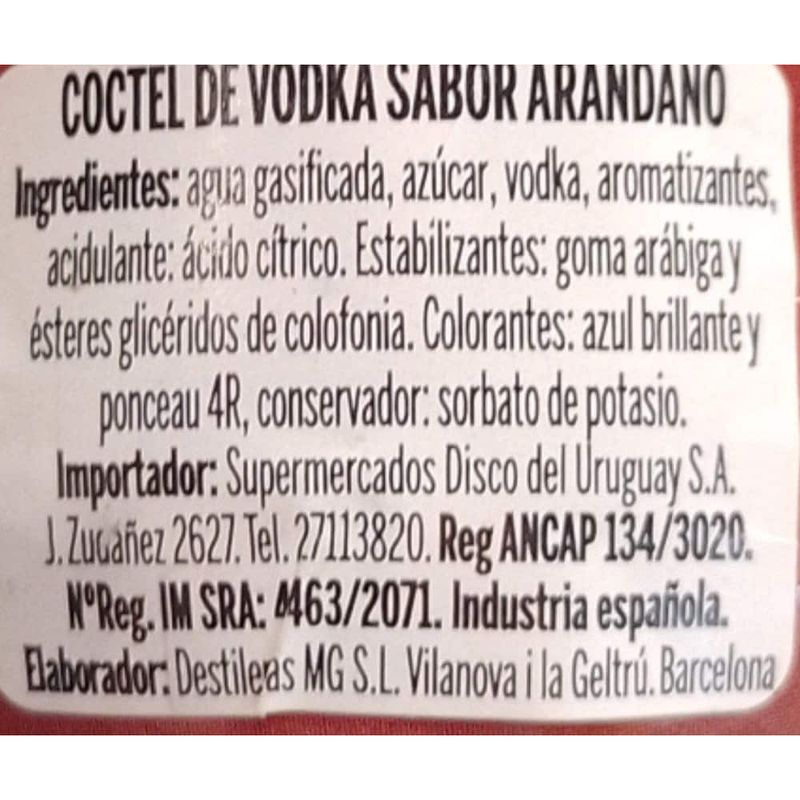 COCTEL DE VODKA SABOR ARANDANO
Ingredientes: agua gasificada, azúcar, vodka, aromatizantes,
acidulante: ácido cítrico. Estabilizantes: goma arábiga y
ésteres glicéridos de colofonia. Colorantes: azul brillante y
ponceau 4R, conservador: sorbato de potasio.
Importador: Supermercados Disco del Uruguay S.A.
J. Zudáñez 2627. Tel. 27113820. Reg ANCAP 134/3020.
NºReg. IM SRA: 4463/2071. Industria española.
Elaborador: Destileas MG S.L. Vilanova i la Geltrú. Barcelona